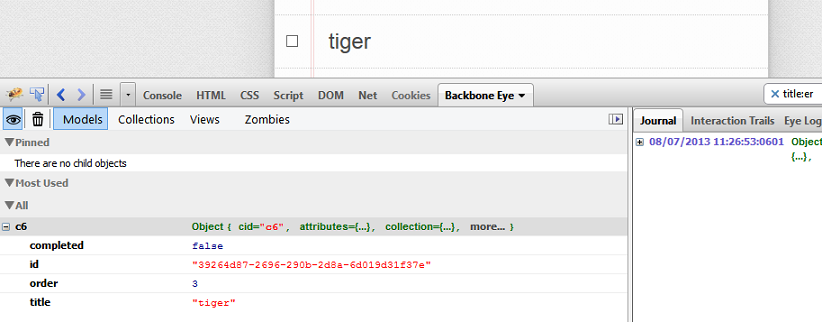 tiger
Console HTML CSS Script DOM Net Cookies Backbone Eye title:er
Models Collections Views Zombies Journal Interaction Trails Eye Log
Pinned 08/07/2013 11:26:53:0601 Object
There are no child objects {...},
Most Used
All
c6 Object { cid="c6", attributes={...}, collection={...}, more... }
completed false
id "39264d87-2696-290b-2d8a-6d019d31f37e"
order 3
title "tiger"